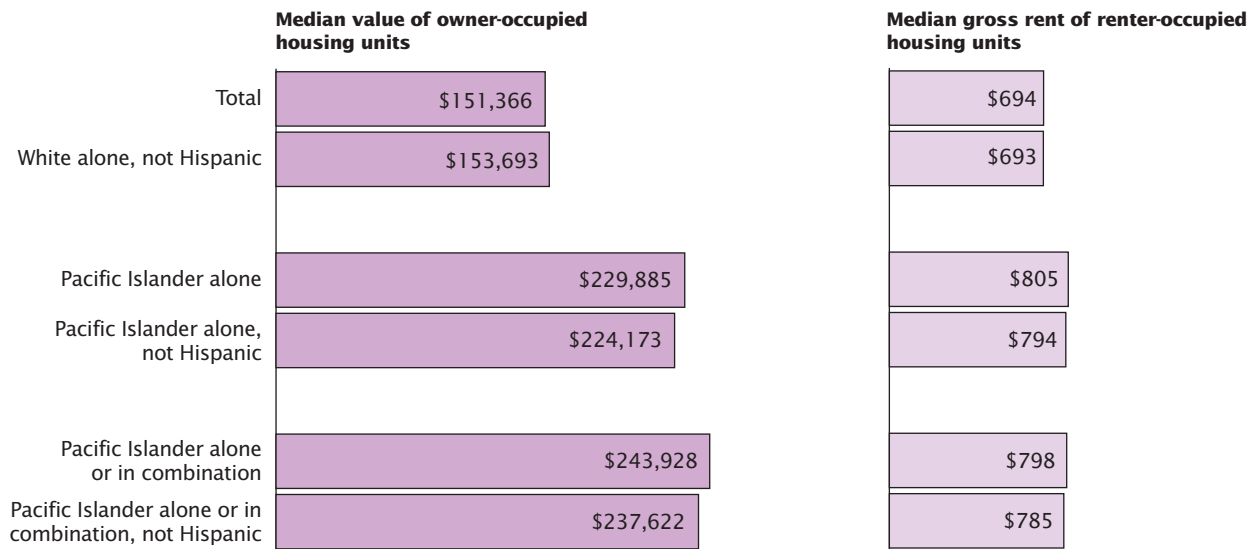 Median value of owner-occupied
housing units
Median gross rent of renter-occupied
housing units
Total
$151,366
$694
White alone, not Hispanic
$153,693
$693
Pacific Islander alone
$229,885
$805
Pacific Islander alone,
not Hispanic
$224,173
$794
Pacific Islander alone
or in combination
$243,928
$798
Pacific Islander alone or in
combination, not Hispanic
$237,622
$785